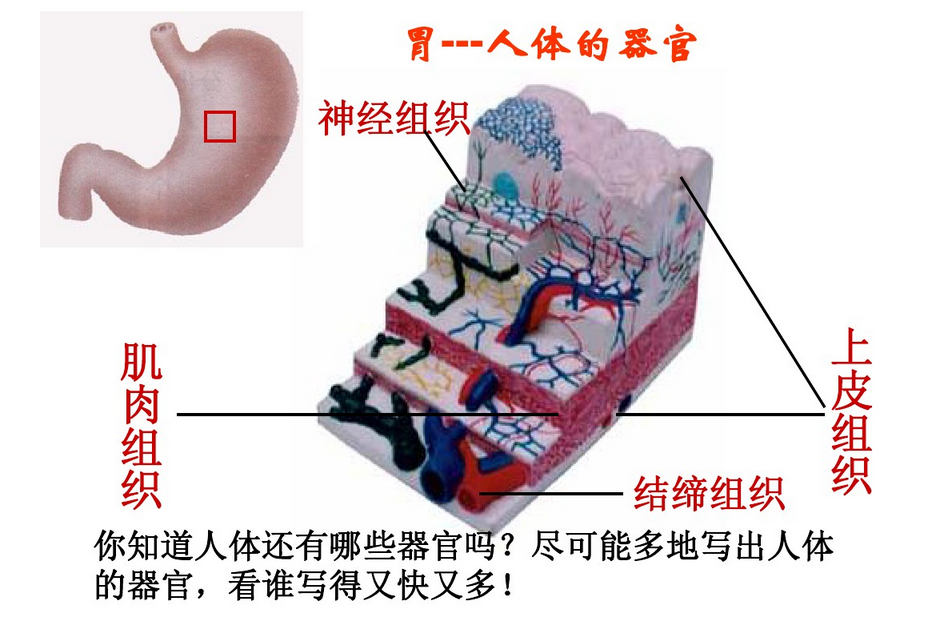 胃---人体的器官
神经组织
肌肉组织
上皮组织
结缔组织
你知道人体还有哪些器官吗？尽可能多地写出人体
的器官，看谁写得又快又多！